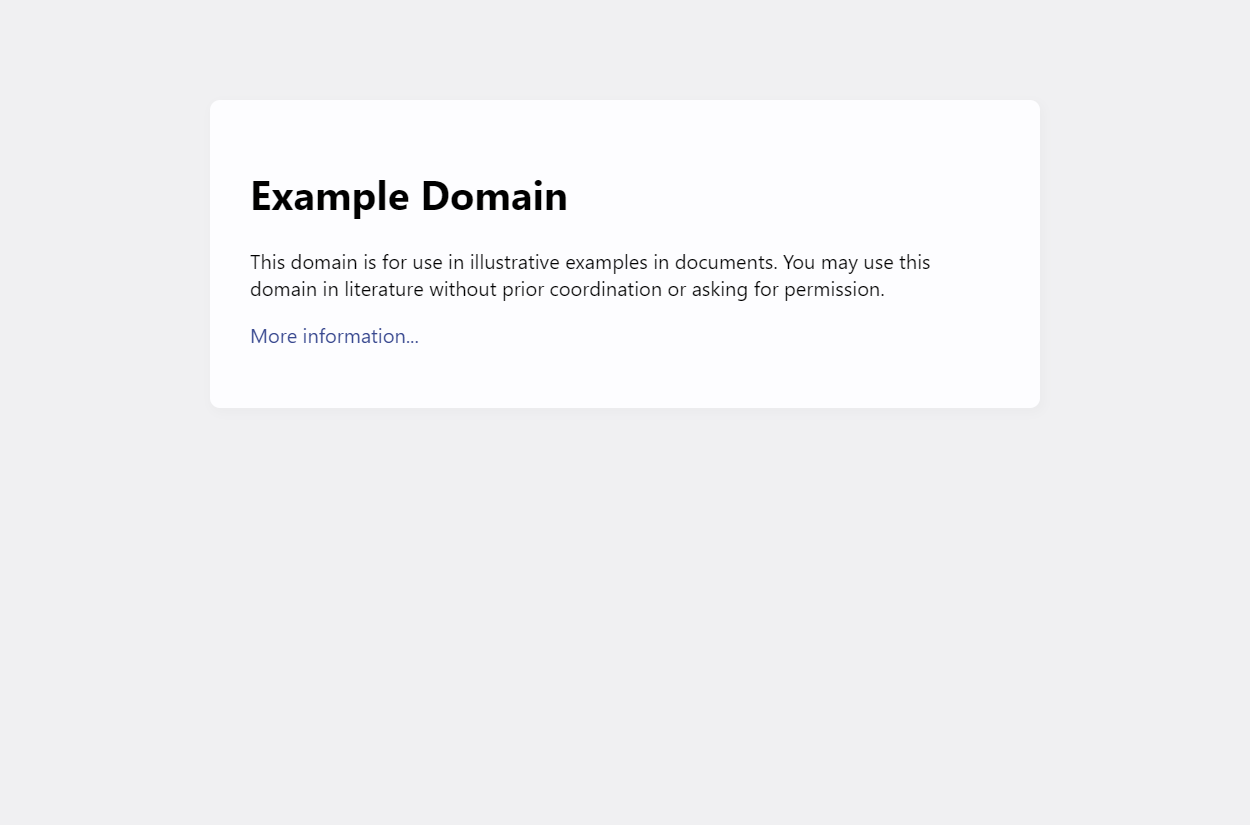 Example Domain
This domain is for use in illustrative examples in documents. You may use this
domain in literature without prior coordination or asking for permission.
More information...